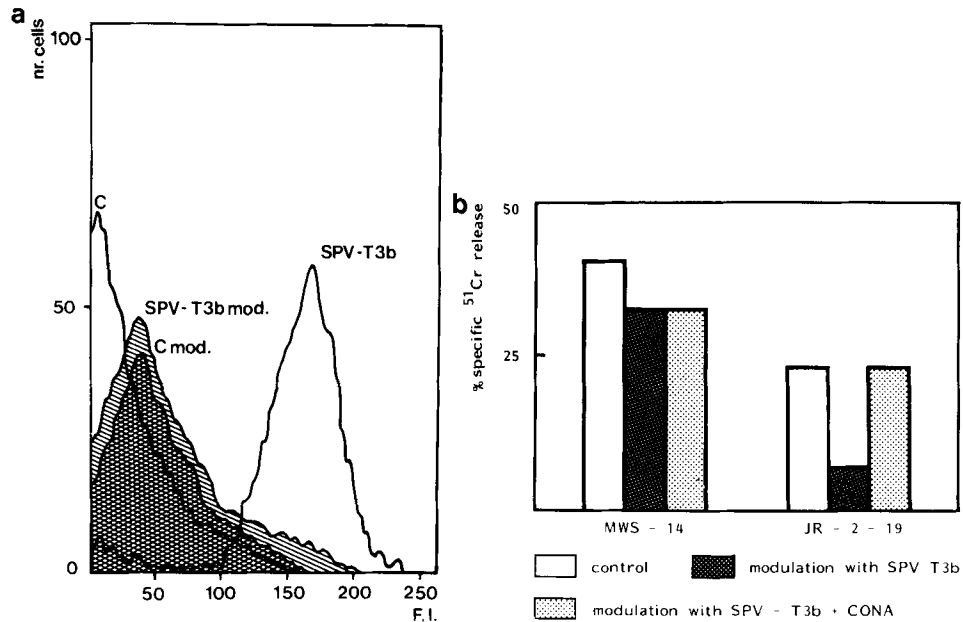 a
nr. cells
100
50
0
C
SPV-T3b mod.
C mod.
SPV-T3b
50
100
150
200
250
F.I.
b
% specific ⁵¹Cr release
50
25
MWS - 14
JR - 2 - 19
control
modulation with SPV T3b
modulation with SPV - T3b + CONA